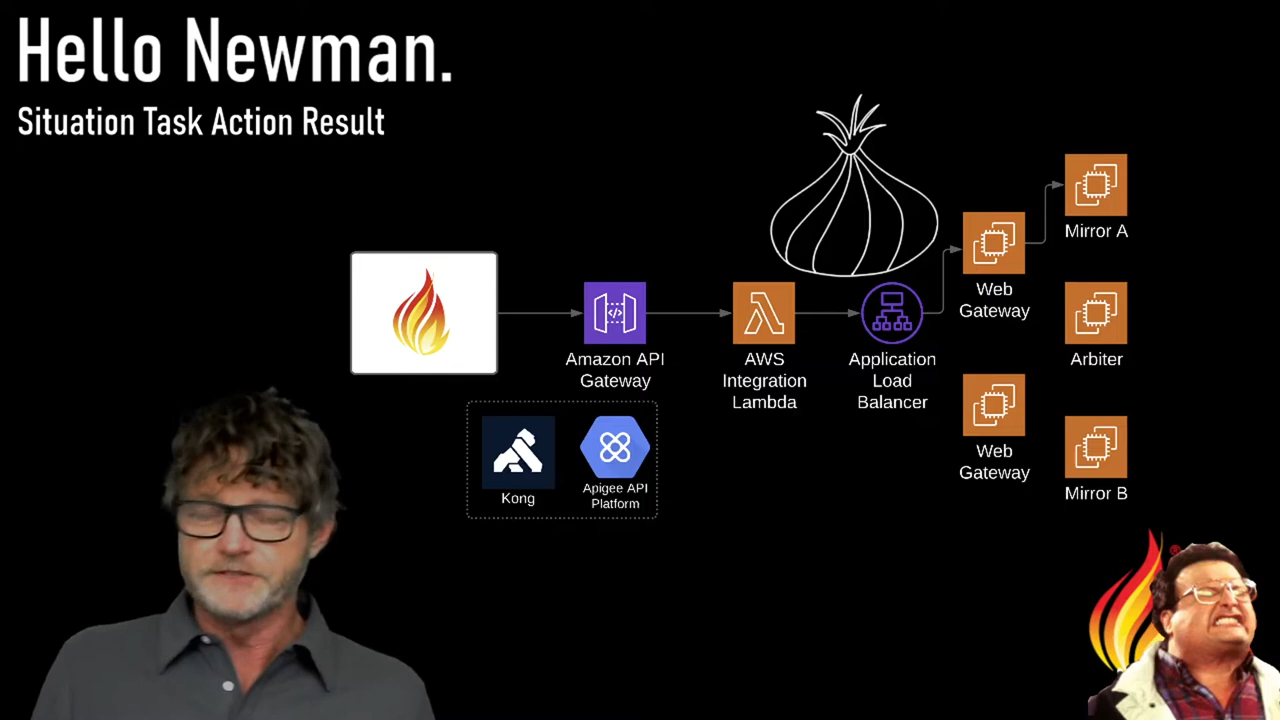 Hello Newman.
Situation Task Action Result
Mirror A
Web
Gateway
Amazon API
Gateway
AWS
Integration
Lambda
Application
Load
Balancer
Arbiter
Web
Gateway
Mirror B
Kong
Apigee API
Platform
®